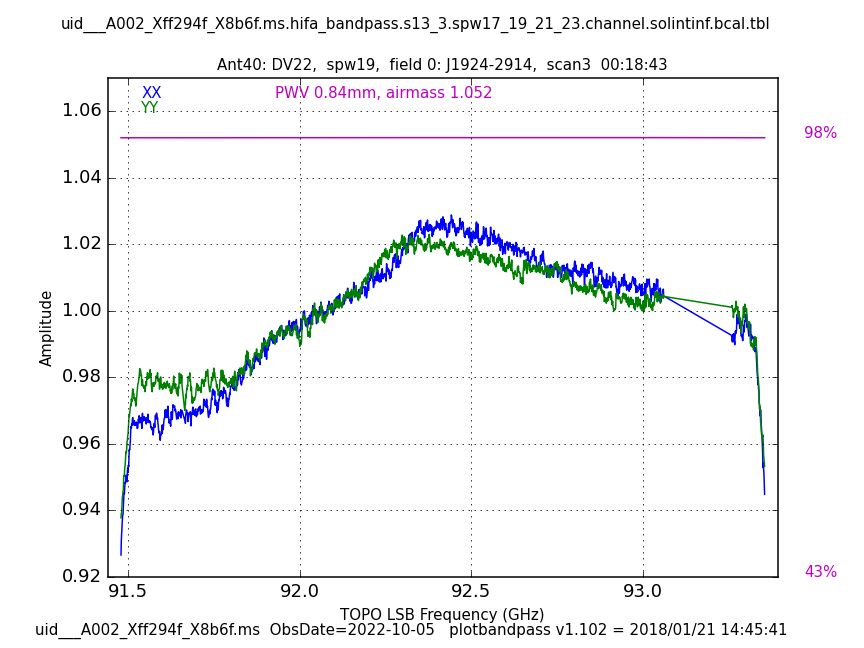 uid___A002_Xff294f_X8b6f.ms.hifa_bandpass.s13_3.spw17_19_21_23.channel.solintinf.bcal.tbl
Ant40: DV22,  spw19,  field 0: J1924-2914,  scan3  00:18:43
XX
YY
PWV 0.84mm, airmass 1.052
98%
43%
1.06
1.04
1.02
1.00
0.98
0.96
0.94
0.92
Amplitude
91.5
92.0
92.5
93.0
TOPO LSB Frequency (GHz)
uid___A002_Xff294f_X8b6f.ms  ObsDate=2022-10-05   plotbandpass v1.102 = 2018/01/21 14:45:41